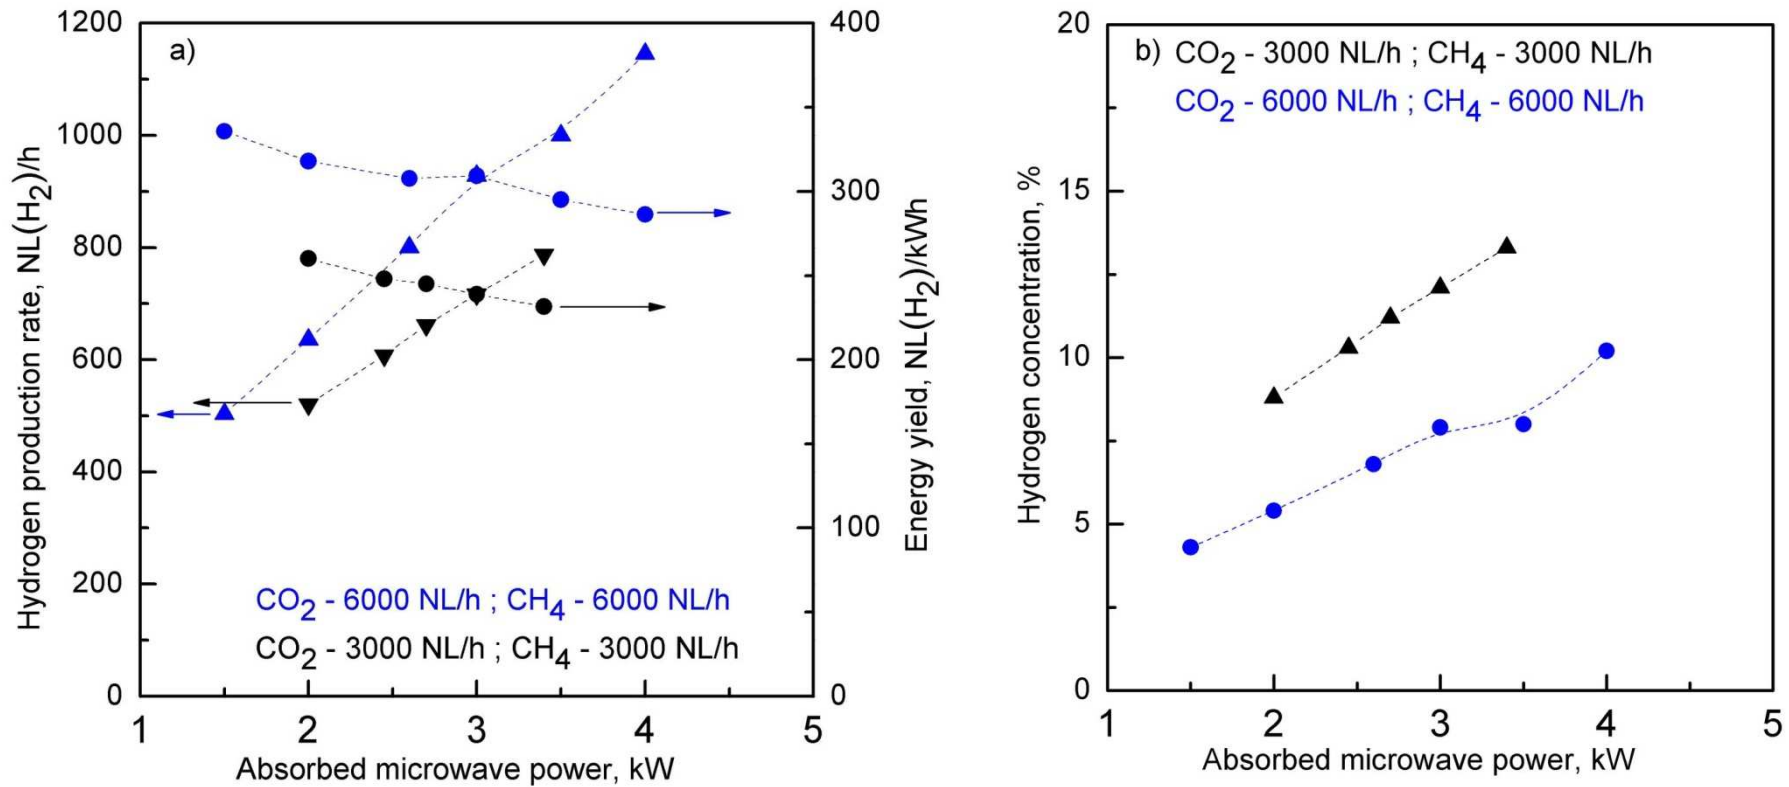 a)
1200
1000
800
600
400
200
0
Hydrogen production rate, NL(H2)/h
400
300
200
100
0
Energy yield, NL(H2)/kWh
CO2 - 6000 NL/h ; CH4 - 6000 NL/h
CO2 - 3000 NL/h ; CH4 - 3000 NL/h
1 2 3 4 5
Absorbed microwave power, kW
b)
CO2 - 3000 NL/h ; CH4 - 3000 NL/h
CO2 - 6000 NL/h ; CH4 - 6000 NL/h
20
15
10
5
0
Hydrogen concentration, %
1 2 3 4 5
Absorbed microwave power, kW